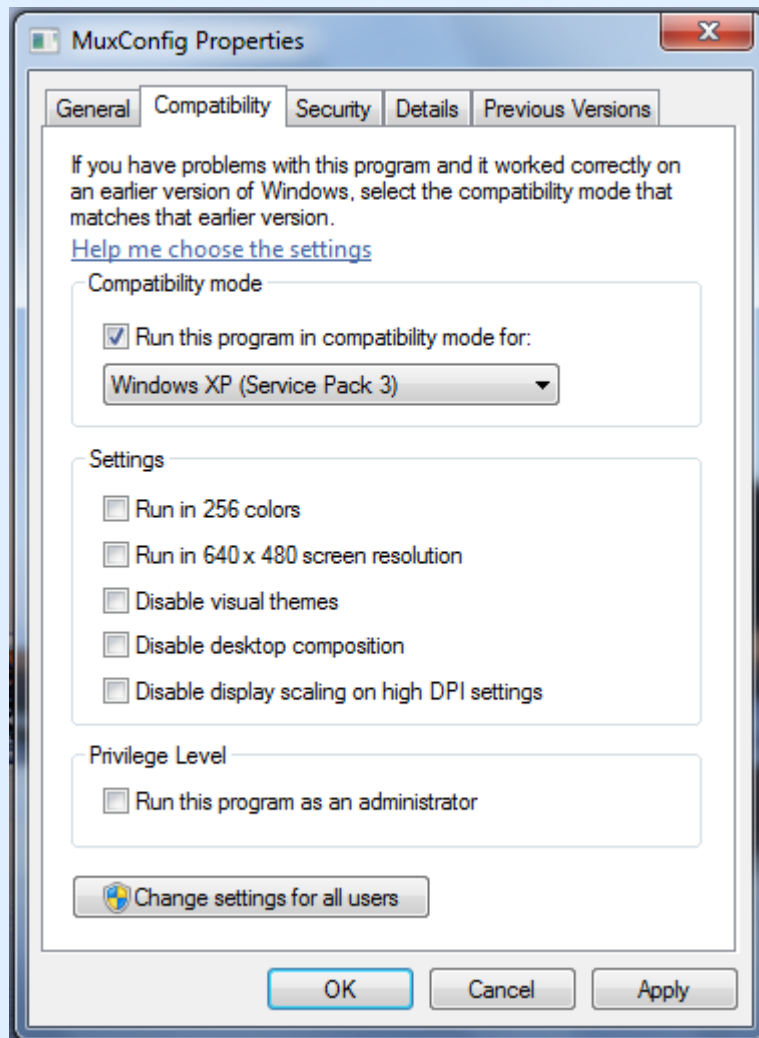 MuxConfig Properties
General Compatibility Security Details Previous Versions
If you have problems with this program and it worked correctly on
an earlier version of Windows, select the compatibility mode that
matches that earlier version.
Help me choose the settings
Compatibility mode
Run this program in compatibility mode for:
Windows XP (Service Pack 3)
Settings
Run in 256 colors
Run in 640 x 480 screen resolution
Disable visual themes
Disable desktop composition
Disable display scaling on high DPI settings
Privilege Level
Run this program as an administrator
Change settings for all users
OK Cancel Apply